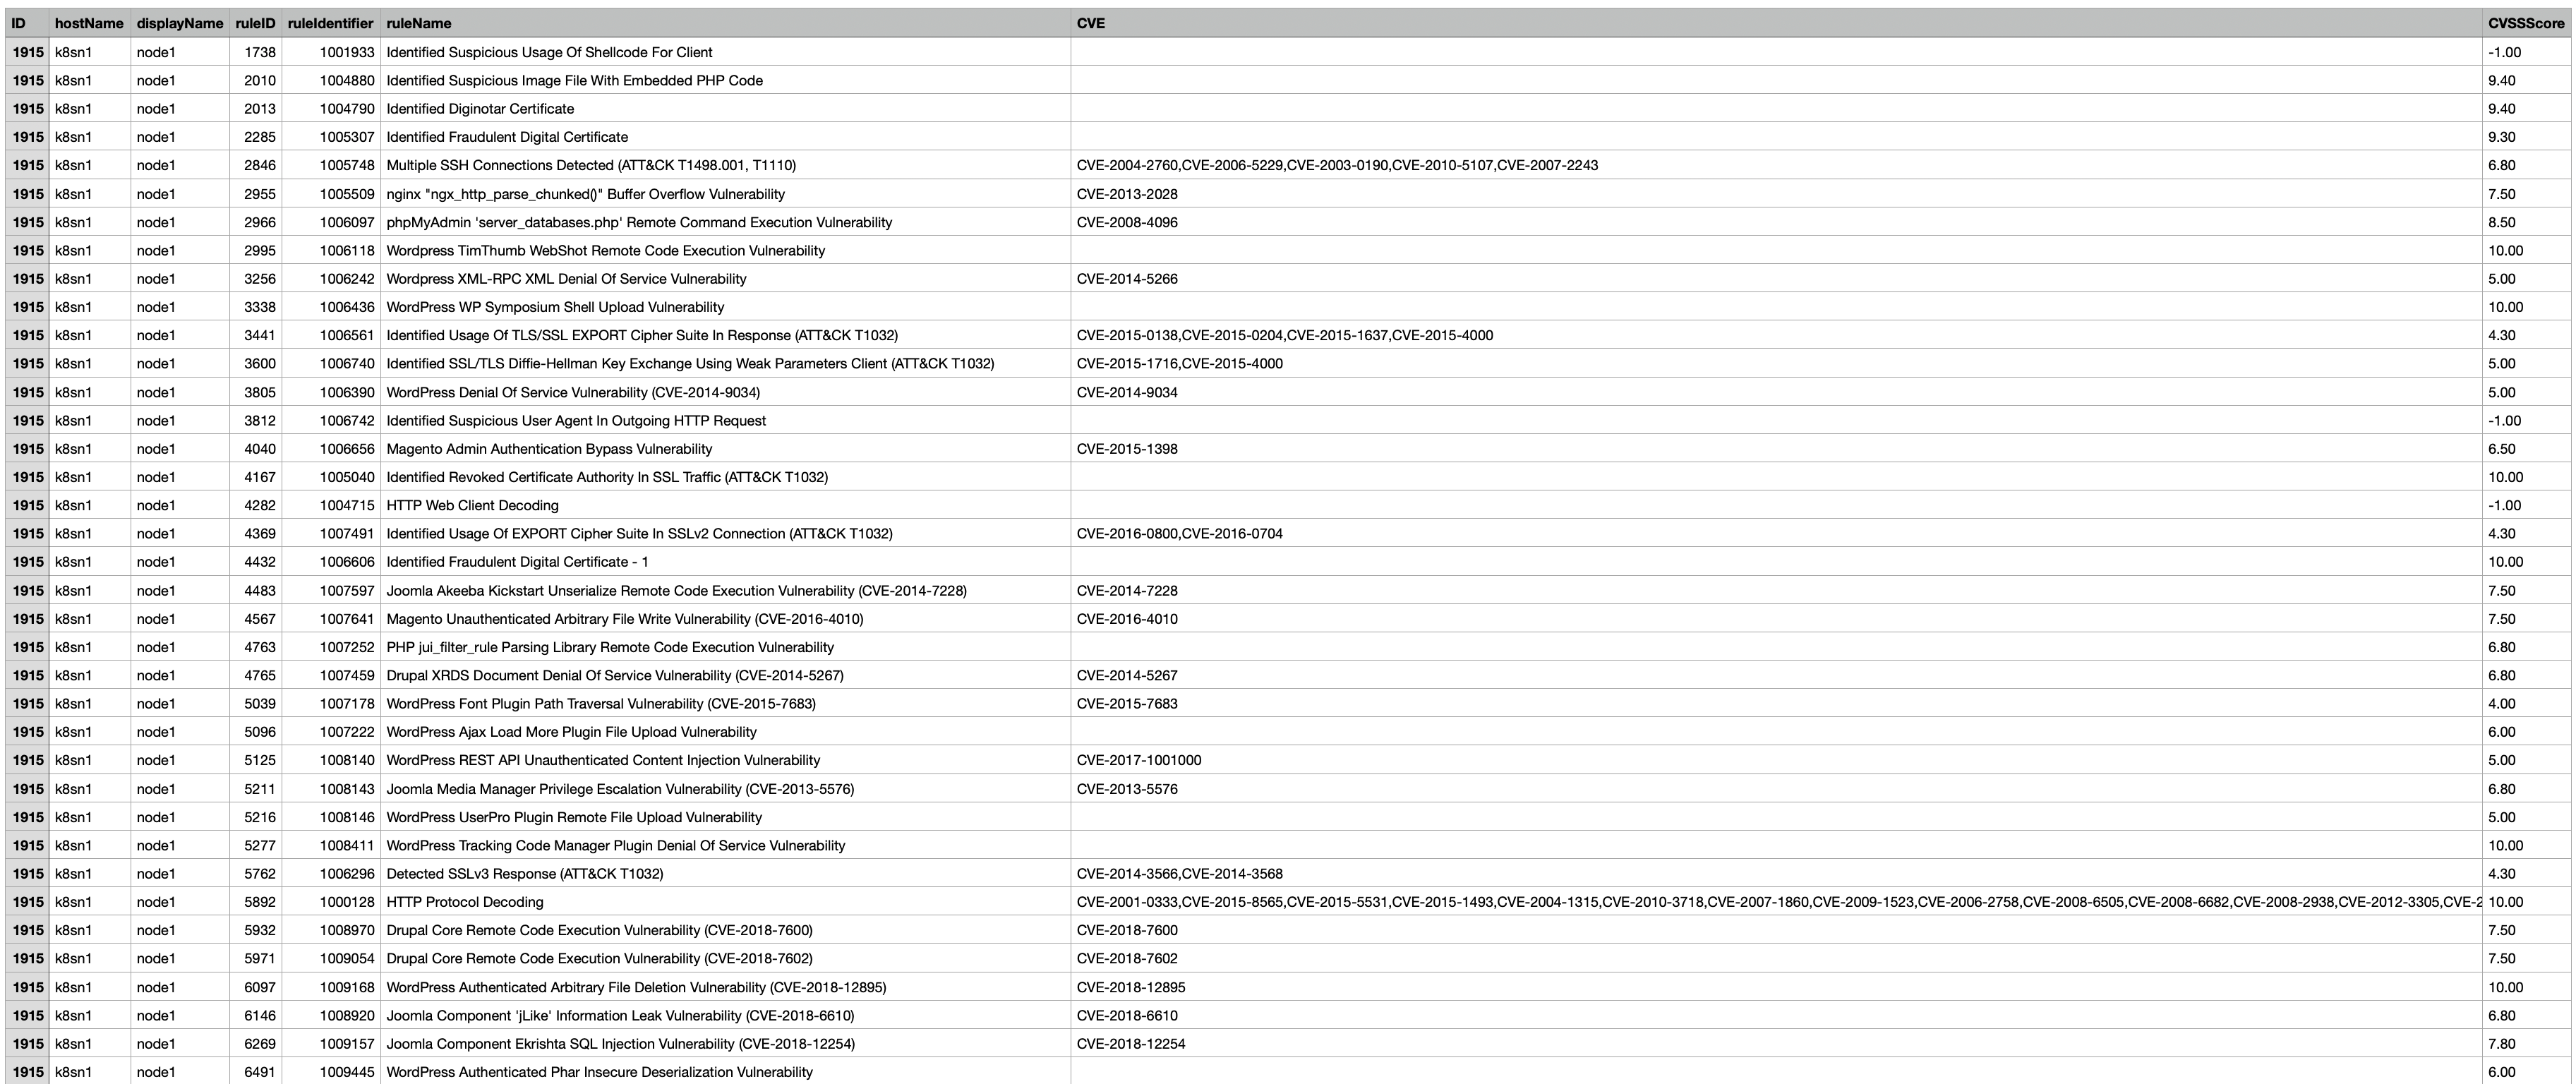 ID hostName displayName ruleID ruleIdentifier ruleName CVE CVSSScore
1915 k8sn1 node1 1738 1001933 Identified Suspicious Usage Of Shellcode For Client -1.00
1915 k8sn1 node1 2010 1004880 Identified Suspicious Image File With Embedded PHP Code 9.40
1915 k8sn1 node1 2013 1004790 Identified Diginotar Certificate 9.40
1915 k8sn1 node1 2285 1005307 Identified Fraudulent Digital Certificate 9.30
1915 k8sn1 node1 2846 1005748 Multiple SSH Connections Detected (ATT&CK T1498.001, T1110) CVE-2004-2760,CVE-2006-5229,CVE-2003-0190,CVE-2010-5107,CVE-2007-2243 6.80
1915 k8sn1 node1 2955 1005509 nginx "ngx_http_parse_chunked()" Buffer Overflow Vulnerability CVE-2013-2028 7.50
1915 k8sn1 node1 2966 1006097 phpMyAdmin 'server_databases.php' Remote Command Execution Vulnerability CVE-2008-4096 8.50
1915 k8sn1 node1 2995 1006118 Wordpress TimThumb WebShot Remote Code Execution Vulnerability 10.00
1915 k8sn1 node1 3256 1006242 Wordpress XML-RPC XML Denial Of Service Vulnerability CVE-2014-5266 5.00
1915 k8sn1 node1 3338 1006436 WordPress WP Symposium Shell Upload Vulnerability 10.00
1915 k8sn1 node1 3441 1006561 Identified Usage Of TLS/SSL EXPORT Cipher Suite In Response (ATT&CK T1032) CVE-2015-0138,CVE-2015-0204,CVE-2015-1637,CVE-2015-4000 4.30
1915 k8sn1 node1 3600 1006740 Identified SSL/TLS Diffie-Hellman Key Exchange Using Weak Parameters Client (ATT&CK T1032) CVE-2015-1716,CVE-2015-4000 5.00
1915 k8sn1 node1 3805 1006390 WordPress Denial Of Service Vulnerability (CVE-2014-9034) CVE-2014-9034 5.00
1915 k8sn1 node1 3812 1006742 Identified Suspicious User Agent In Outgoing HTTP Request -1.00
1915 k8sn1 node1 4040 1006656 Magento Admin Authentication Bypass Vulnerability CVE-2015-1398 6.50
1915 k8sn1 node1 4167 1005040 Identified Revoked Certificate Authority In SSL Traffic (ATT&CK T1032) 10.00
1915 k8sn1 node1 4282 1004715 HTTP Web Client Decoding -1.00
1915 k8sn1 node1 4369 1007491 Identified Usage Of EXPORT Cipher Suite In SSLv2 Connection (ATT&CK T1032) CVE-2016-0800,CVE-2016-0704 4.30
1915 k8sn1 node1 4432 1006606 Identified Fraudulent Digital Certificate - 1 10.00
1915 k8sn1 node1 4483 1007597 Joomla Akeeba Kickstart Unserialize Remote Code Execution Vulnerability (CVE-2014-7228) CVE-2014-7228 7.50
1915 k8sn1 node1 4567 1007641 Magento Unauthenticated Arbitrary File Write Vulnerability (CVE-2016-4010) CVE-2016-4010 7.50
1915 k8sn1 node1 4763 1007252 PHP jui_filter_rule Parsing Library Remote Code Execution Vulnerability 6.80
1915 k8sn1 node1 4765 1007459 Drupal XRDS Document Denial Of Service Vulnerability (CVE-2014-5267) CVE-2014-5267 6.80
1915 k8sn1 node1 5039 1007178 WordPress Font Plugin Path Traversal Vulnerability (CVE-2015-7683) CVE-2015-7683 4.00
1915 k8sn1 node1 5096 1007222 WordPress Ajax Load More Plugin File Upload Vulnerability 6.00
1915 k8sn1 node1 5125 1008140 WordPress REST API Unauthenticated Content Injection Vulnerability CVE-2017-1001000 5.00
1915 k8sn1 node1 5211 1008143 Joomla Media Manager Privilege Escalation Vulnerability (CVE-2013-5576) CVE-2013-5576 6.80
1915 k8sn1 node1 5216 1008146 WordPress UserPro Plugin Remote File Upload Vulnerability 5.00
1915 k8sn1 node1 5277 1008411 WordPress Tracking Code Manager Plugin Denial Of Service Vulnerability 10.00
1915 k8sn1 node1 5762 1006296 Detected SSLv3 Response (ATT&CK T1032) CVE-2014-3566,CVE-2014-3568 4.30
1915 k8sn1 node1 5892 1000128 HTTP Protocol Decoding CVE-2001-0333,CVE-2015-8565,CVE-2015-5531,CVE-2015-1493,CVE-2004-1315,CVE-2010-3718,CVE-2007-1860,CVE-2009-1523,CVE-2006-2758,CVE-2008-6505,CVE-2008-6682,CVE-2008-2938,CVE-2012-3305,CVE-2 10.00
1915 k8sn1 node1 5932 1008970 Drupal Core Remote Code Execution Vulnerability (CVE-2018-7600) CVE-2018-7600 7.50
1915 k8sn1 node1 5971 1009054 Drupal Core Remote Code Execution Vulnerability (CVE-2018-7602) CVE-2018-7602 7.50
1915 k8sn1 node1 6097 1009168 WordPress Authenticated Arbitrary File Deletion Vulnerability (CVE-2018-12895) CVE-2018-12895 10.00
1915 k8sn1 node1 6146 1008920 Joomla Component 'jLike' Information Leak Vulnerability (CVE-2018-6610) CVE-2018-6610 6.80
1915 k8sn1 node1 6269 1009157 Joomla Component Ekrishta SQL Injection Vulnerability (CVE-2018-12254) CVE-2018-12254 7.80
1915 k8sn1 node1 6491 1009445 WordPress Authenticated Phar Insecure Deserialization Vulnerability 6.00